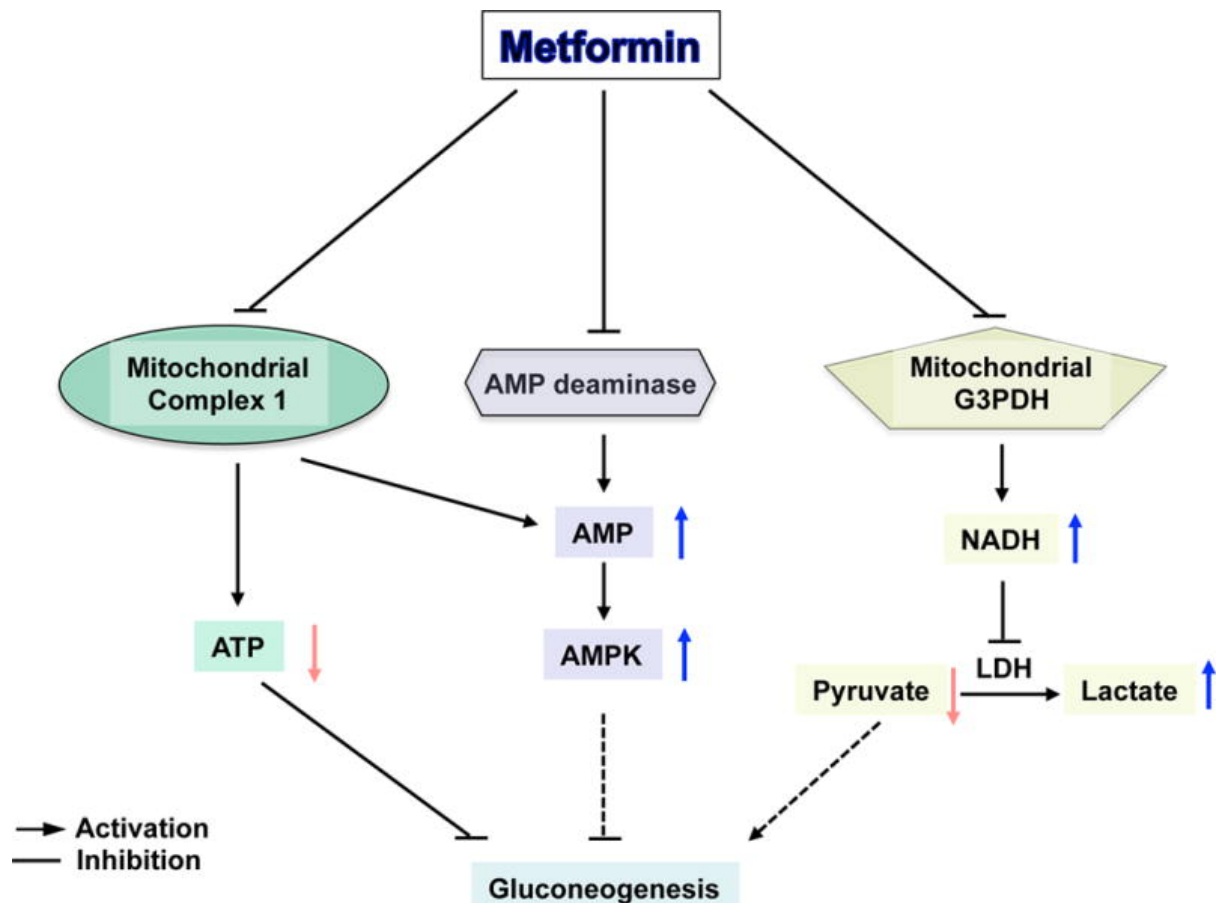 Metformin
Mitochondrial
Complex 1
AMP deaminase
Mitochondrial
G3PDH
AMP
NADH
ATP
AMPK
LDH
Pyruvate
Lactate
Activation
Inhibition
Gluconeogenesis